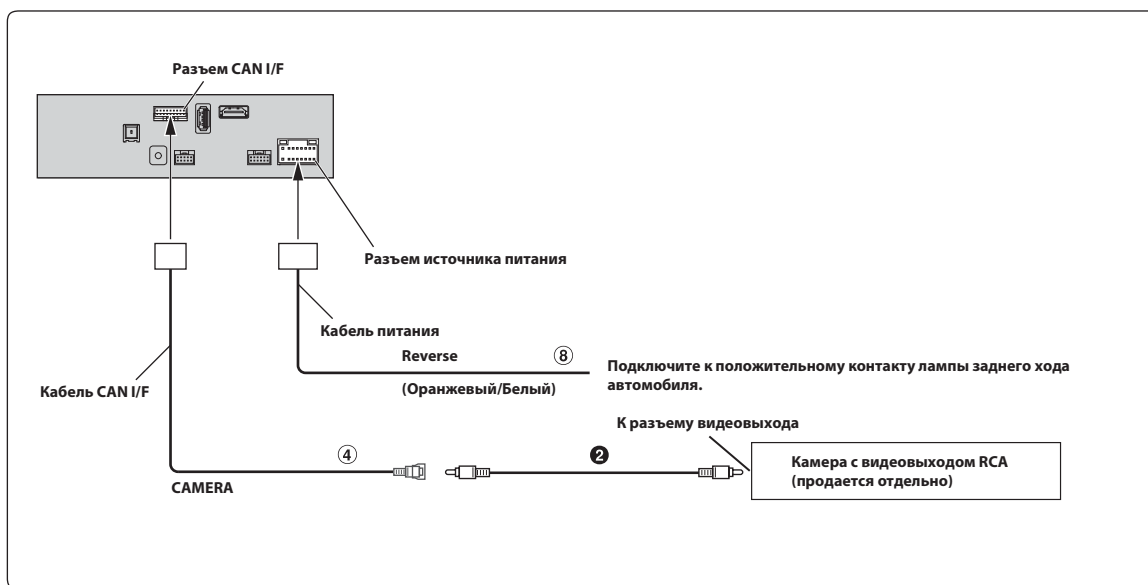 Разъем CAN I/F
Разъем источника питания
Кабель питания
Reverse
⑧
(Оранжевый/Белый)
Подключите к положительному контакту лампы заднего хода
автомобиля.
Кабель CAN I/F
К разъему видеовыхода
④
❷
CAMERA
Камера с видеовыходом RCA
(продается отдельно)